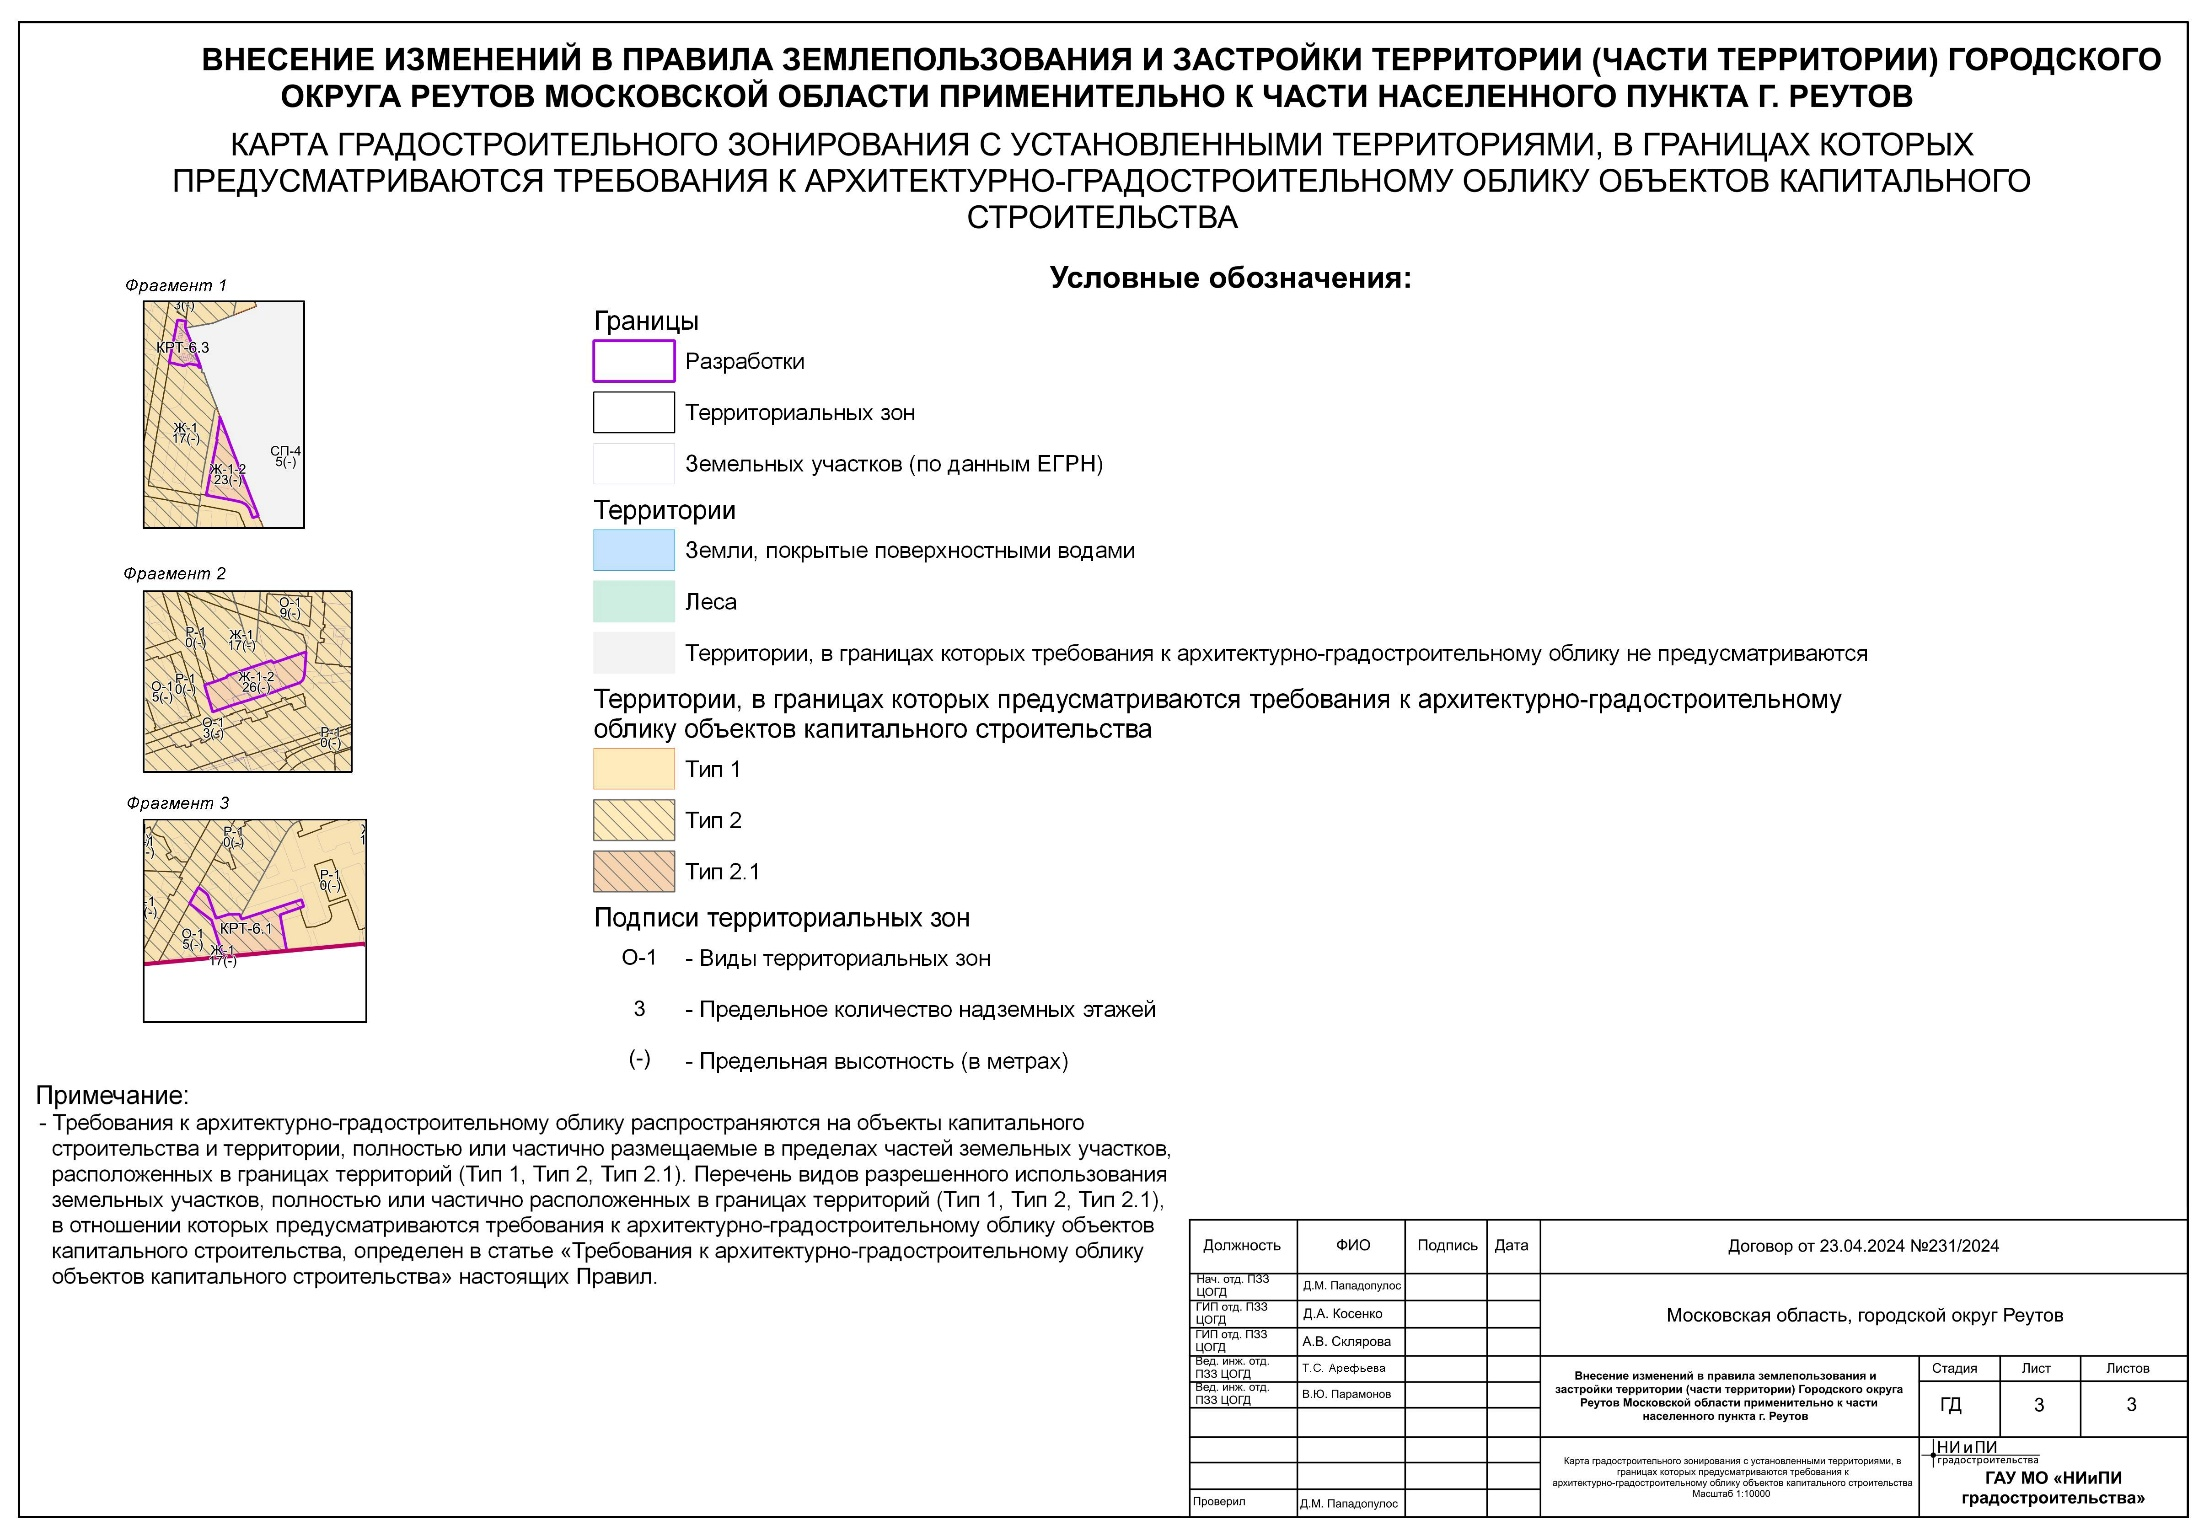 ВНЕСЕНИЕ ИЗМЕНЕНИЙ В ПРАВИЛА ЗЕМЛЕПОЛЬЗОВАНИЯ И ЗАСТРОЙКИ ТЕРРИТОРИИ (ЧАСТИ ТЕРРИТОРИИ) ГОРОДСКОГО
ОКРУГА РЕУТОВ МОСКОВСКОЙ ОБЛАСТИ ПРИМЕНИТЕЛЬНО К ЧАСТИ НАСЕЛЕННОГО ПУНКТА Г. РЕУТОВ
КАРТА ГРАДОСТРОИТЕЛЬНОГО ЗОНИРОВАНИЯ С УСТАНОВЛЕННЫМИ ТЕРРИТОРИЯМИ, В ГРАНИЦАХ КОТОРЫХ
ПРЕДУСМАТРИВАЮТСЯ ТРЕБОВАНИЯ К АРХИТЕКТУРНО-ГРАДОСТРОИТЕЛЬНОМУ ОБЛИКУ ОБЪЕКТОВ КАПИТАЛЬНОГО
СТРОИТЕЛЬСТВА
Фрагмент 1
3(-)
КРТ-6.3
Ж-1
17(-)
СП-4
5(-)
Ж-1-2
23(-)
Фрагмент 2
О-1
9(-)
Р-1
0(-)
Ж-1
17(-)
Р-1
0(-)
О-1
5(-)
Ж-1-2
26(-)
О-1
3(-)
Р-1
0(-)
Фрагмент 3
Р-1
0(-)
Р-1
0(-)
КРТ-6.1
О-1
5(-)
Ж-1
17(-)
Условные обозначения:
Границы
Разработки
Территориальных зон
Земельных участков (по данным ЕГРН)
Территории
Земли, покрытые поверхностными водами
Леса
Территории, в границах которых требования к архитектурно-градостроительному облику не предусматриваются
Территории, в границах которых предусматриваются требования к архитектурно-градостроительному
облику объектов капитального строительства
Тип 1
Тип 2
Тип 2.1
Подписи территориальных зон
О-1 - Виды территориальных зон
3 - Предельное количество надземных этажей
(-) - Предельная высотность (в метрах)
Примечание:
- Требования к архитектурно-градостроительному облику распространяются на объекты капитального
строительства и территории, полностью или частично размещаемые в пределах частей земельных участков,
расположенных в границах территорий (Тип 1, Тип 2, Тип 2.1). Перечень видов разрешенного использования
земельных участков, полностью или частично расположенных в границах территорий (Тип 1, Тип 2, Тип 2.1),
в отношении которых предусматриваются требования к архитектурно-градостроительному облику объектов
капитального строительства, определен в статье «Требования к архитектурно-градостроительному облику
объектов капитального строительства» настоящих Правил.
Должность ФИО Подпись Дата
Нач. отд. ПЗЗ
ЦОГД
Д.М. Пападопулос
ГИП отд. ПЗЗ
ЦОГД
Д.А. Косенко
ГИП отд. ПЗЗ
ЦОГД
А.В. Склярова
Вед. инж. отд.
ПЗЗ ЦОГД
Т.С. Арефьева
Вед. инж. отд.
ПЗЗ ЦОГД
В.Ю. Парамонов
Проверил Д.М. Пападопулос
Договор от 23.04.2024 №231/2024
Московская область, городской округ Реутов
Внесение изменений в правила землепользования и
застройки территории (части территории) Городского округа
Реутов Московской области применительно к части
населенного пункта г. Реутов
Стадия Лист Листов
ГД 3 3
Карта градостроительного зонирования с установленными территориями, в
границах которых предусматриваются требования к
архитектурно-градостроительному облику объектов капитального строительства
Масштаб 1:10000
НИиПИ
градостроительства
ГАУ МО «НИиПИ
градостроительства»